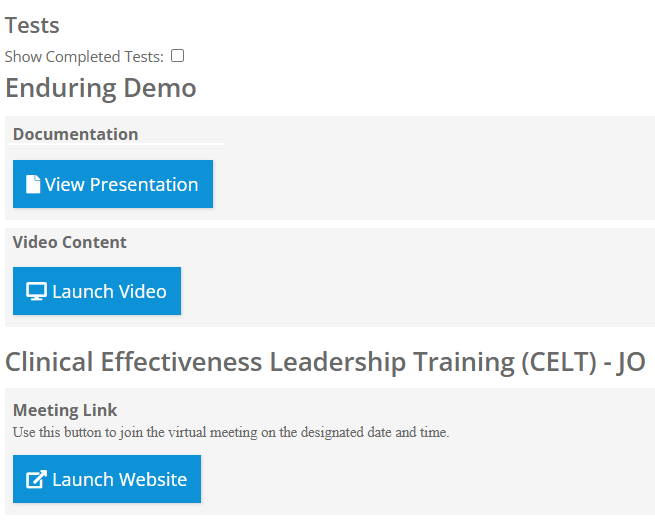 Tests
Show Completed Tests:
Enduring Demo
Documentation
View Presentation
Video Content
Launch Video
Clinical Effectiveness Leadership Training (CELT) - JO
Meeting Link
Use this button to join the virtual meeting on the designated date and time.
Launch Website